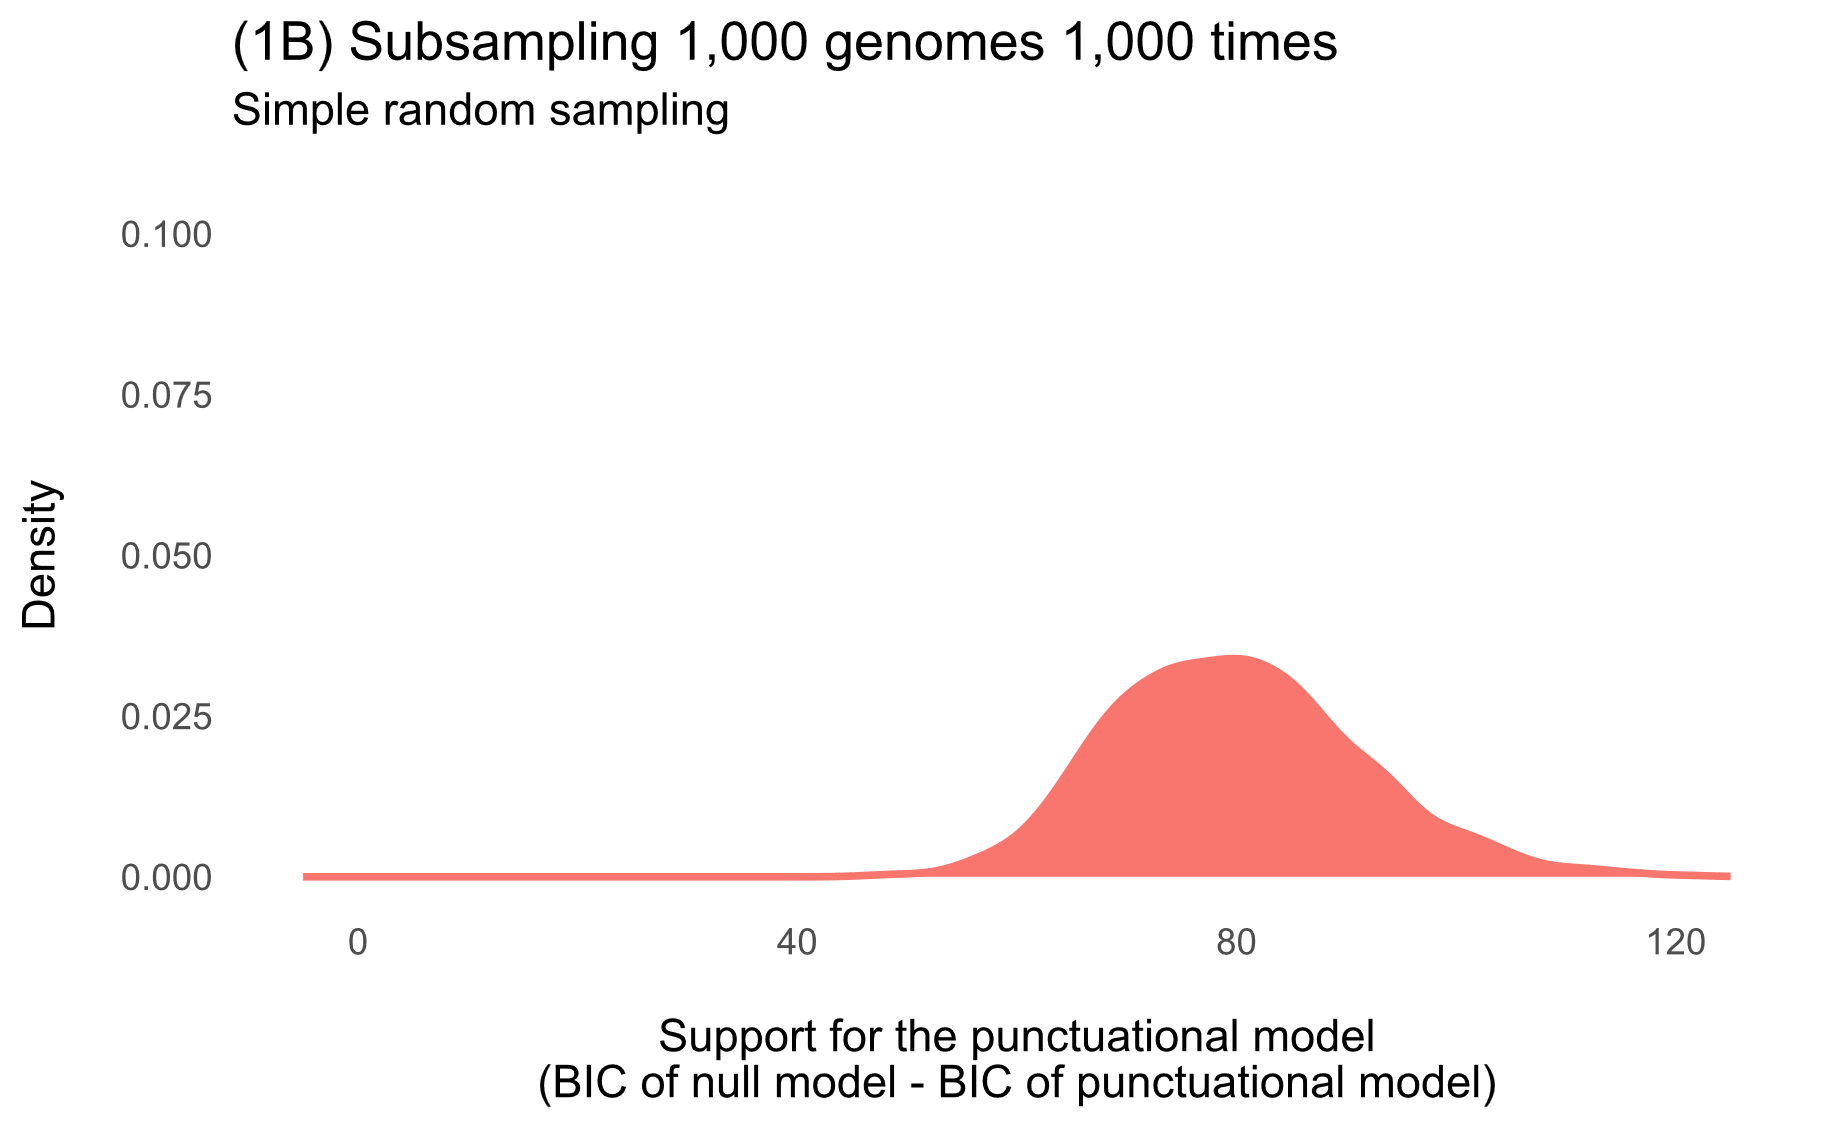 (1B) Subsampling 1,000 genomes 1,000 times
Simple random sampling
0.100
0.075
0.050
0.025
0.000
Density
0 40 80 120
Support for the punctuational model
(BIC of null model - BIC of punctuational model)